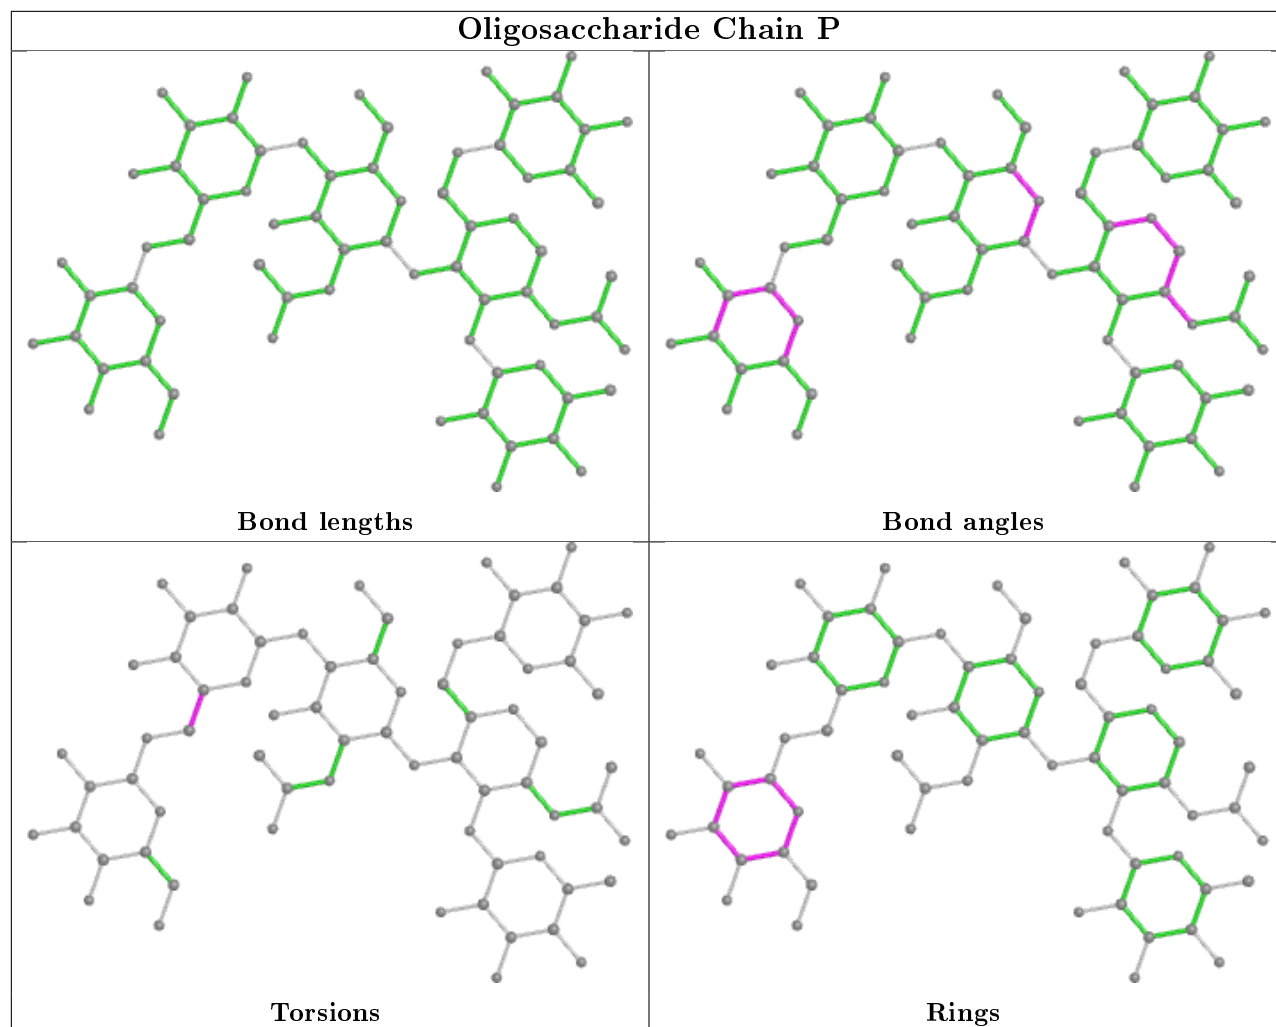 Oligosaccharide Chain P
Bond lengths
Bond angles
Torsions
Rings